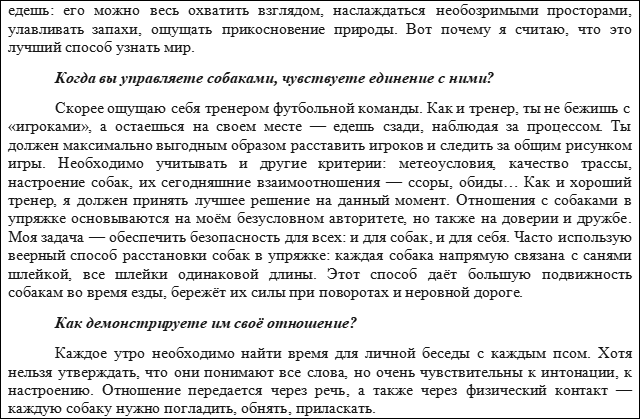 едешь: его можно весь охватить взглядом, наслаждаться необозримыми просторами,
улавливать запахи, ощущать прикосновение природы. Вот почему я считаю, что это
лучший способ узнать мир.
Когда вы управляете собаками, чувствуете единение с ними?
Скорее ощущаю себя тренером футбольной команды. Как и тренер, ты не бежишь с
«игроками», а остаешься на своем месте — едешь сзади, наблюдая за процессом. Ты
должен максимально выгодным образом расставить игроков и следить за общим рисунком
игры. Необходимо учитывать и другие критерии: метеоусловия, качество трассы,
настроение собак, их сегодняшние взаимоотношения — ссоры, обиды… Как и хороший
тренер, я должен принять лучшее решение на данный момент. Отношения с собаками в
упряжке основываются на моём безусловном авторитете, но также на доверии и дружбе.
Моя задача — обеспечить безопасность для всех: и для собак, и для себя. Часто использую
веерный способ расстановки собак в упряжке: каждая собака напрямую связана с санями
шлейкой, все шлейки одинаковой длины. Этот способ даёт большую подвижность
собакам во время езды, бережёт их силы при поворотах и неровной дороге.
Как демонстрируете им своё отношение?
Каждое утро необходимо найти время для личной беседы с каждым псом. Хотя
нельзя утверждать, что они понимают все слова, но очень чувствительны к интонации, к
настроению. Отношение передается через речь, а также через физический контакт —
каждую собаку нужно погладить, обнять, приласкать.